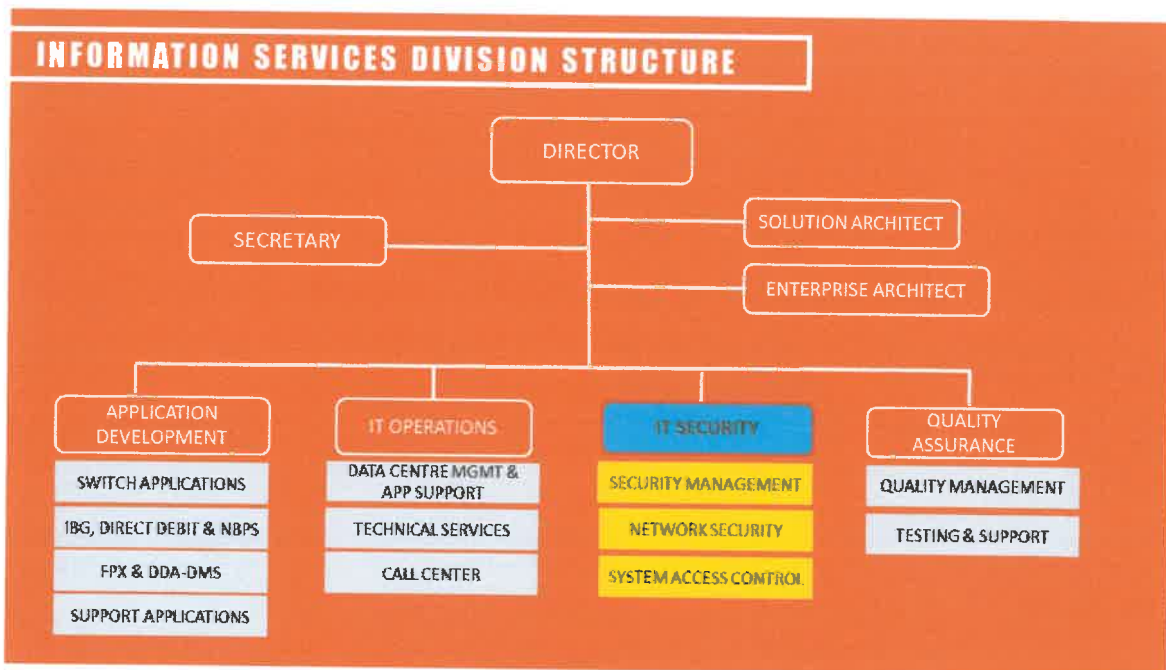 INFORMATION SERVICES DIVISION STRUCTURE
DIRECTOR
SECRETARY
SOLUTION ARCHITECT
ENTERPRISE ARCHITECT
APPLICATION
DEVELOPMENT
SWITCH APPLICATIONS
IBG, DIRECT DEBIT & NBPS
FPX & DDA-DMS
SUPPORT APPLICATIONS
IT OPERATIONS
DATA CENTRE MGMT &
APP SUPPORT
TECHNICAL SERVICES
CALL CENTER
IT SECURITY
SECURITY MANAGEMENT
NETWORK SECURITY
SYSTEM ACCESS CONTROL
QUALITY
ASSURANCE
QUALITY MANAGEMENT
TESTING & SUPPORT